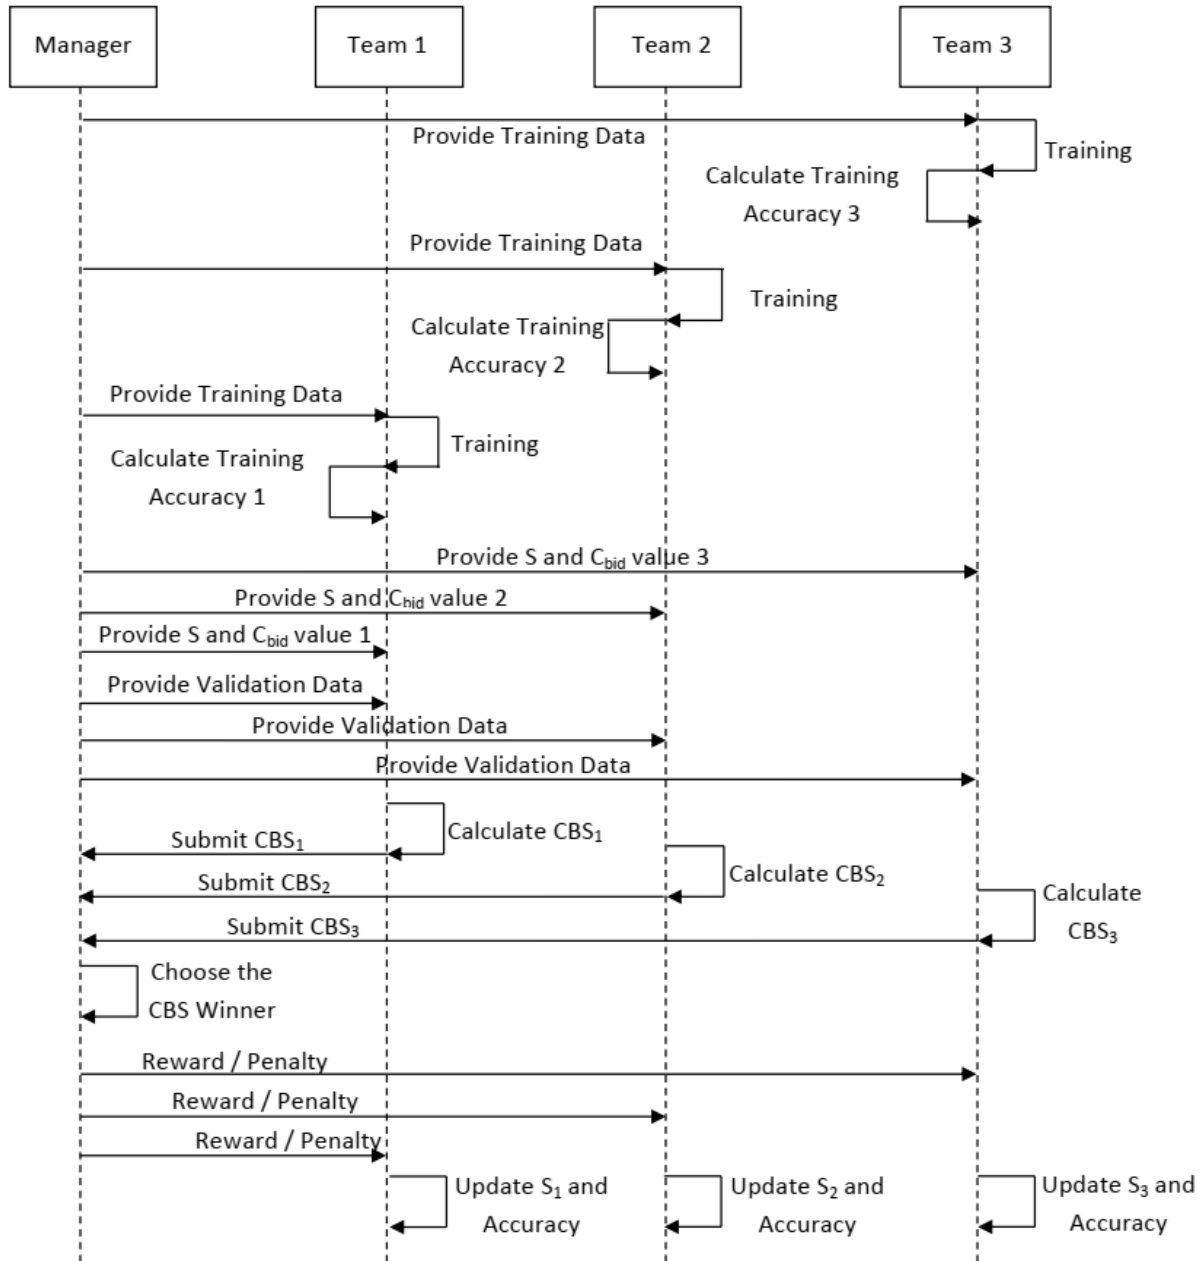 Manager
Team 1
Team 2
Team 3
Provide Training Data
Training
Calculate Training
Accuracy 3
Provide Training Data
Training
Calculate Training
Accuracy 2
Provide Training Data
Training
Calculate Training
Accuracy 1
Provide S and C_bid value 3
Provide S and C_bid value 2
Provide S and C_bid value 1
Provide Validation Data
Provide Validation Data
Provide Validation Data
Calculate CBS₁
Submit CBS₁
Calculate CBS₂
Submit CBS₂
Calculate
CBS₃
Submit CBS₃
Choose the
CBS Winner
Reward / Penalty
Reward / Penalty
Reward / Penalty
Update S₁ and
Accuracy
Update S₂ and
Accuracy
Update S₃ and
Accuracy